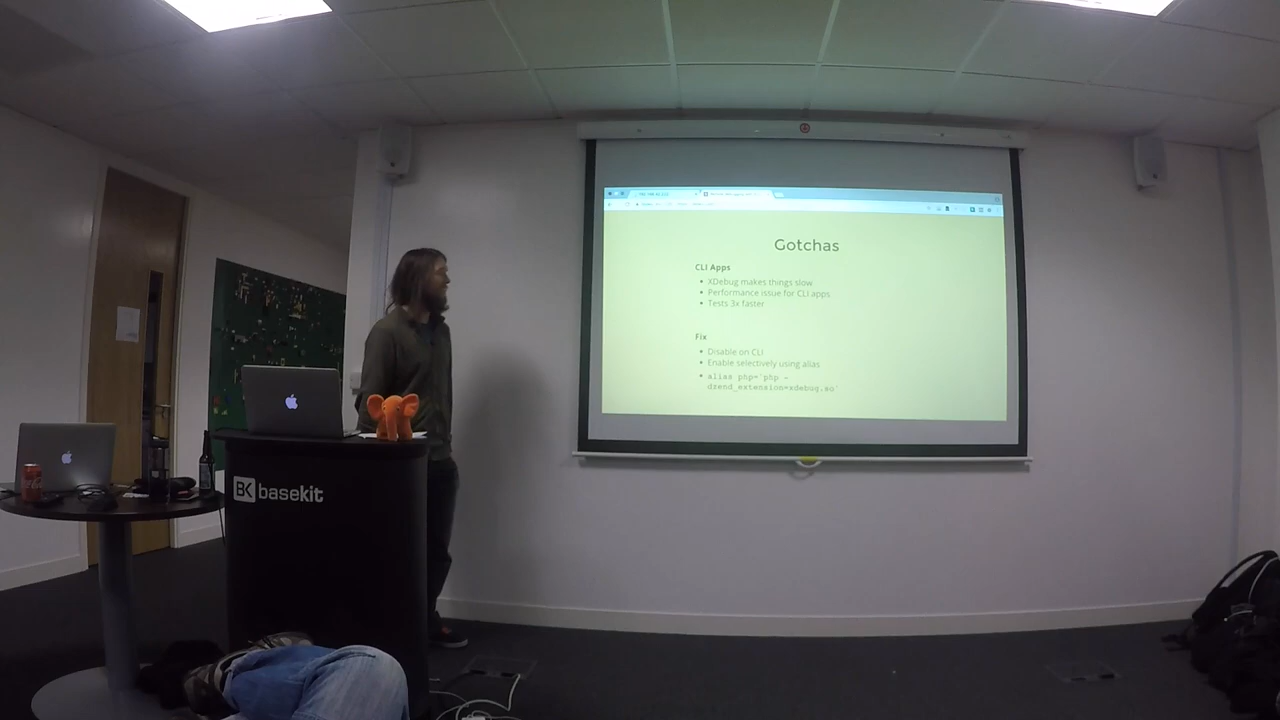 Gotchas
CLI Apps
XDebug makes things slow
Performance issue for CLI apps
Tests 3x faster
Fix
Disable on CLI
Enable selectively using alias
alias php='php -
dzend_extension=xdebug.so'
BK basekit